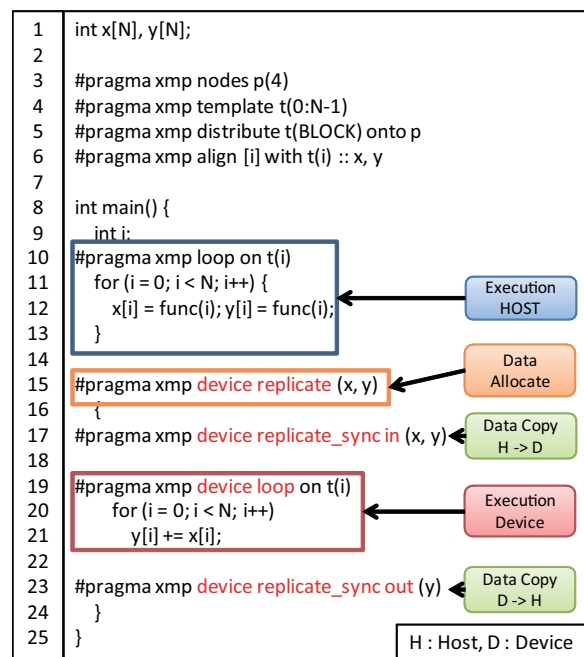 1 int x[N], y[N];
2
3 #pragma xmp nodes p(4)
4 #pragma xmp template t(0:N-1)
5 #pragma xmp distribute t(BLOCK) onto p
6 #pragma xmp align [i] with t(i) :: x, y
7
8 int main() {
9 int i;
10 #pragma xmp loop on t(i)
11 for (i = 0; i < N; i++) {
12 x[i] = func(i); y[i] = func(i);
13 }
Execution
HOST
14
15 #pragma xmp device replicate (x, y)
Data
Allocate
16 {
17 #pragma xmp device replicate_sync in (x, y)
Data Copy
H -> D
18
19 #pragma xmp device loop on t(i)
20 for (i = 0; i < N; i++)
21 y[i] += x[i];
Execution
Device
22
23 #pragma xmp device replicate_sync out (y)
Data Copy
D -> H
24 }
25 }
H : Host, D : Device